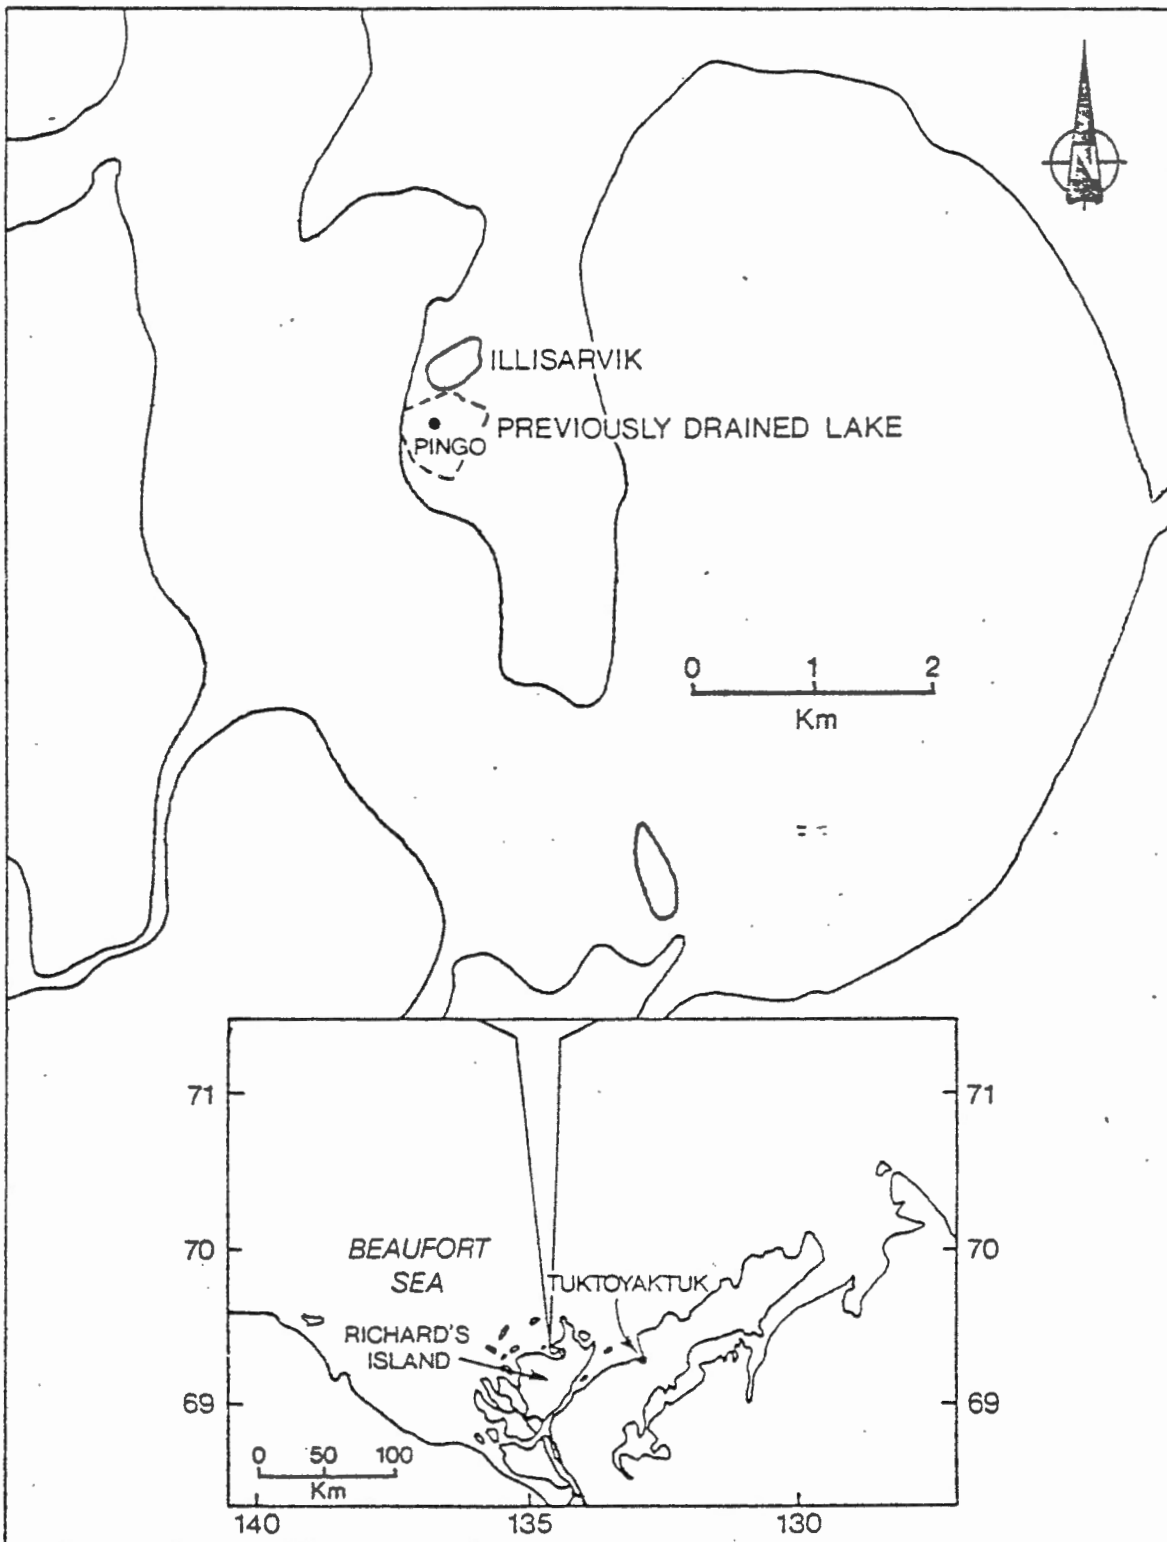 N
ILLISARVIK
PREVIOUSLY DRAINED LAKE
PINGO
0 1 2
Km
71 71
70 70
BEAUFORT
SEA
TUKTOYAKTUK
RICHARD'S
ISLAND
69 69
0 50 100
Km
140 135 130